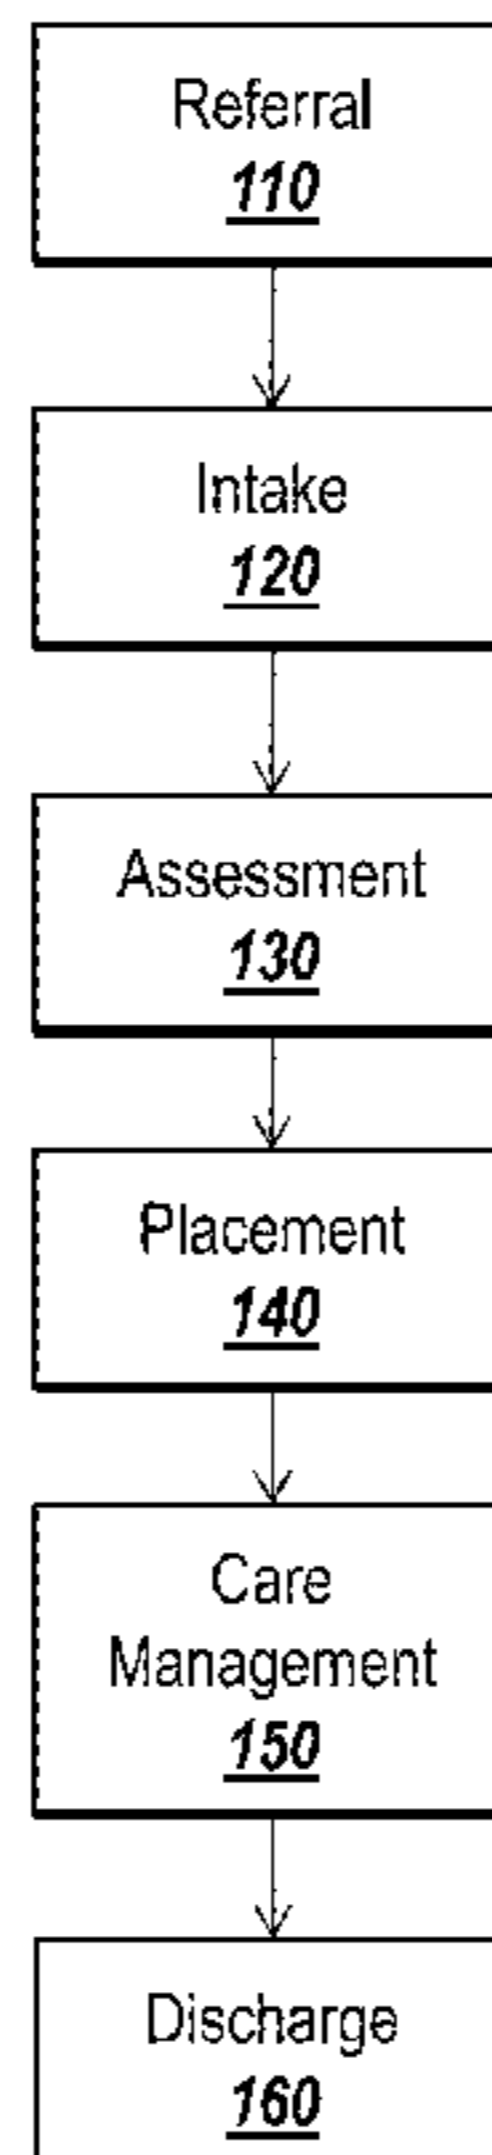 Referral
110
Intake
120
Assessment
130
Placement
140
Care
Management
150
Discharge
160